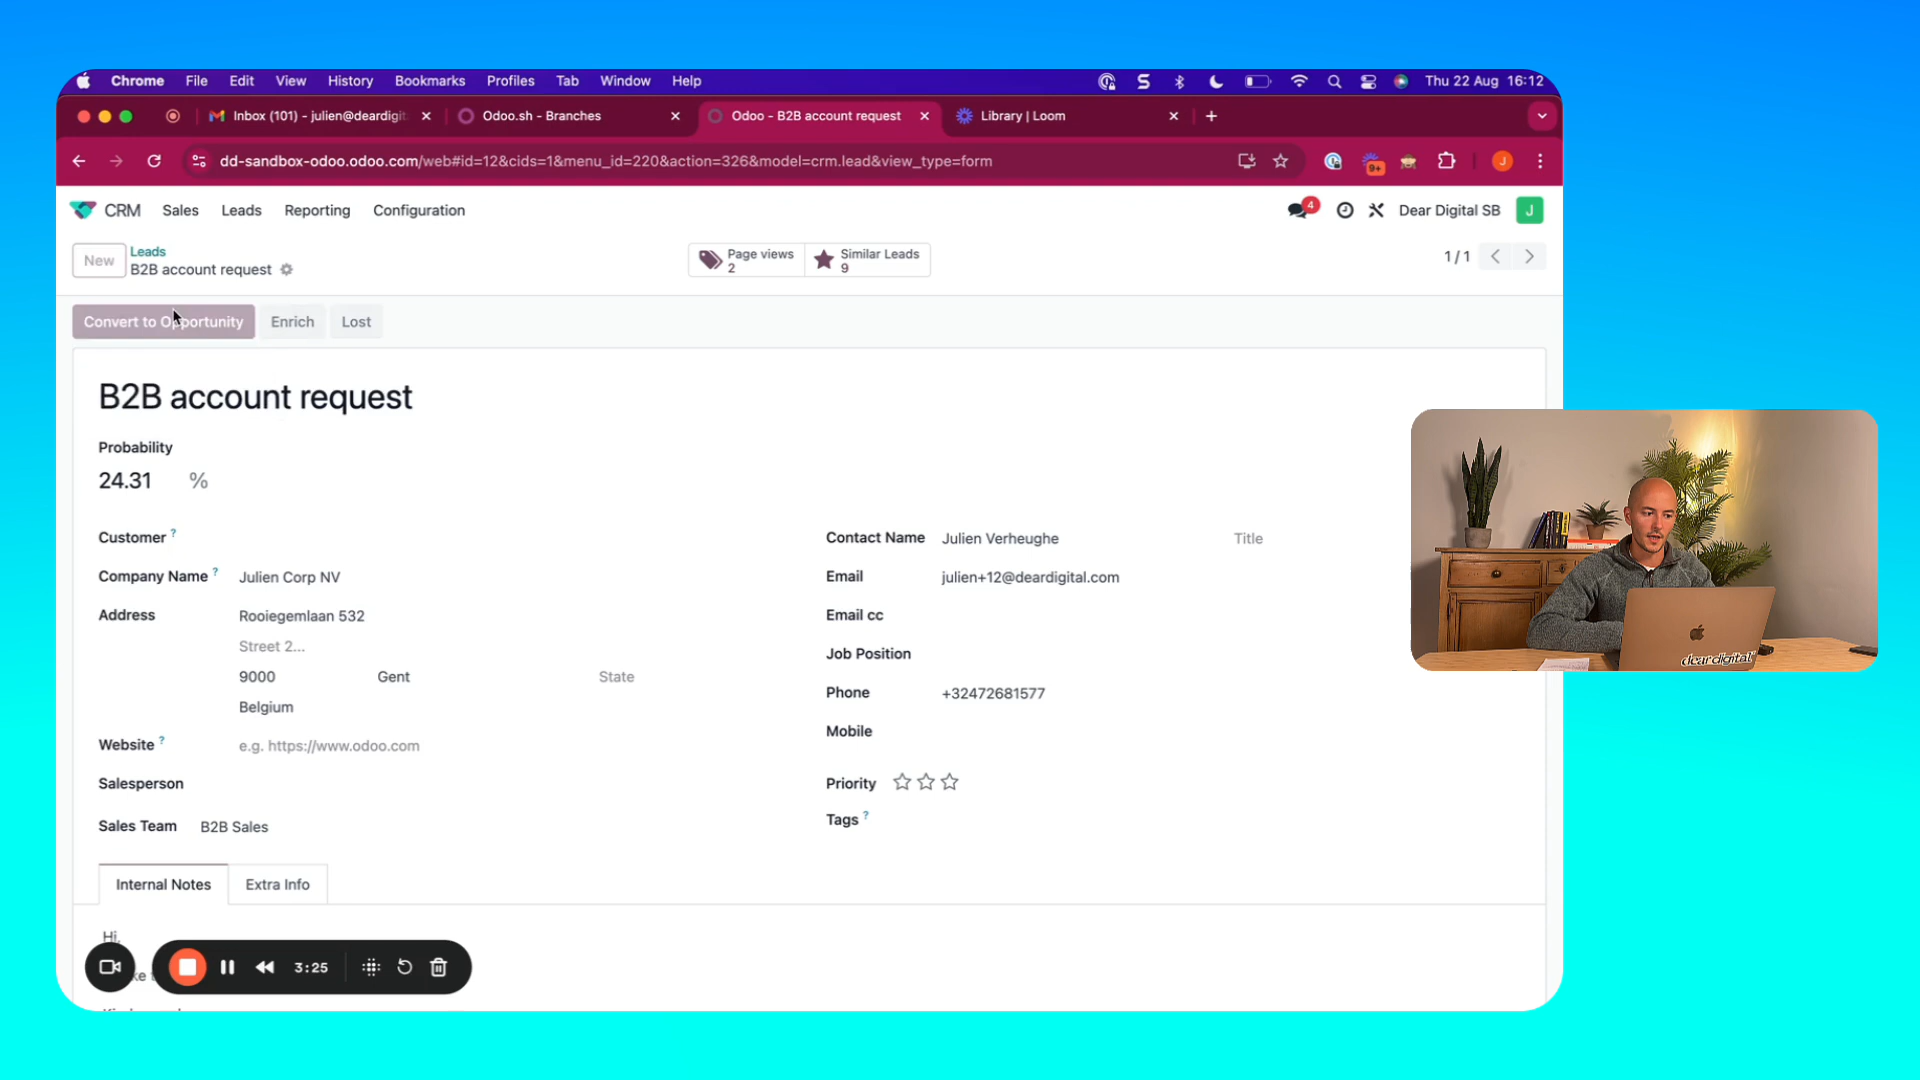 Chrome File Edit View History Bookmarks Profiles Tab Window Help Thu 22 Aug 16:12
Inbox (101) - julien@deardigit Odoo.sh - Branches Odoo - B2B account request Library | Loom
dd-sandbox-odoo.odoo.com/web#id=12&cids=1&menu_id=220&action=326&model=crm.lead&view_type=form 9+ J
CRM Sales Leads Reporting Configuration 4 Dear Digital SB J
New Leads
B2B account request
Page views
2
Similar Leads
9
1 / 1
Convert to Opportunity Enrich Lost
B2B account request
Probability
24.31 %
Customer ?
Company Name ? Julien Corp NV
Address Rooiegemlaan 532
Street 2...
9000 Gent State
Belgium
Website ? e.g. https://www.odoo.com
Salesperson
Sales Team B2B Sales
Contact Name Julien Verheughe Title
Email julien+12@deardigital.com
Email cc
Job Position
Phone +32472681577
Mobile
Priority
Tags ?
Internal Notes Extra Info
Hi,
3:25
dear digital